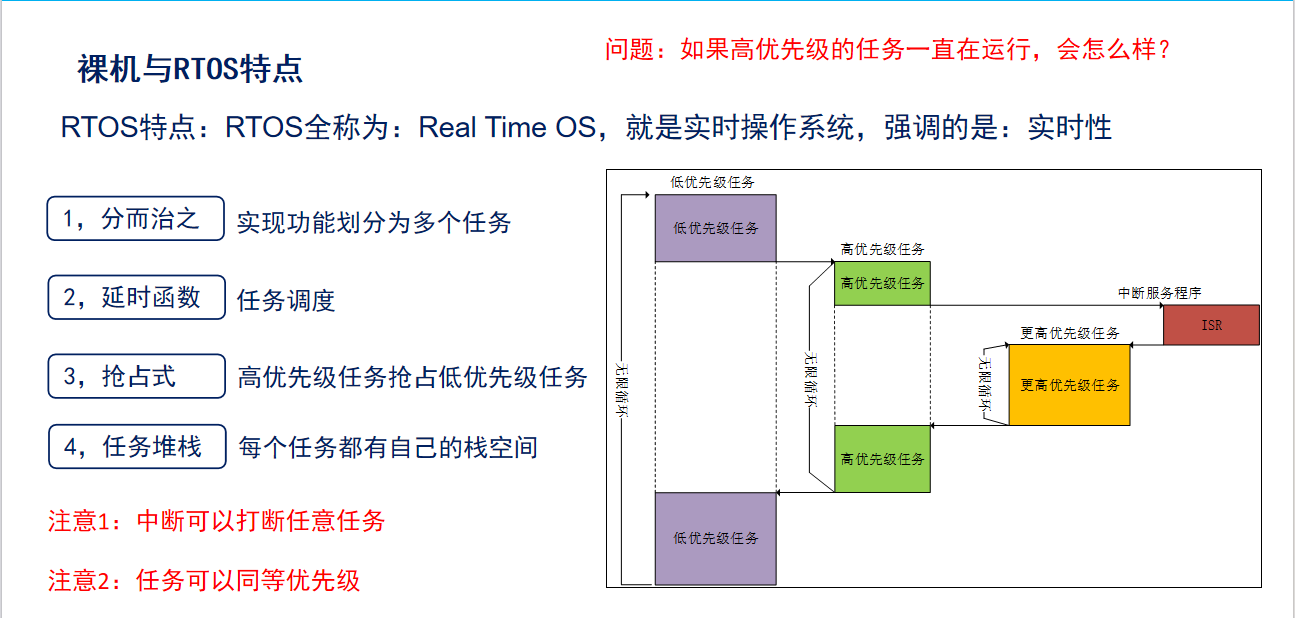 问题：如果高优先级的任务一直在运行，会怎么样？
裸机与RTOS特点
RTOS特点：RTOS全称为：Real Time OS，就是实时操作系统，强调的是：实时性
1，分而治之
实现功能划分为多个任务
2，延时函数
任务调度
3，抢占式
高优先级任务抢占低优先级任务
4，任务堆栈
每个任务都有自己的栈空间
注意1：中断可以打断任意任务
注意2：任务可以同等优先级
低优先级任务
低优先级任务
高优先级任务
高优先级任务
中断服务程序
ISR
更高优先级任务
更高优先级任务
无限循环
无限循环
无限循环
高优先级任务
低优先级任务